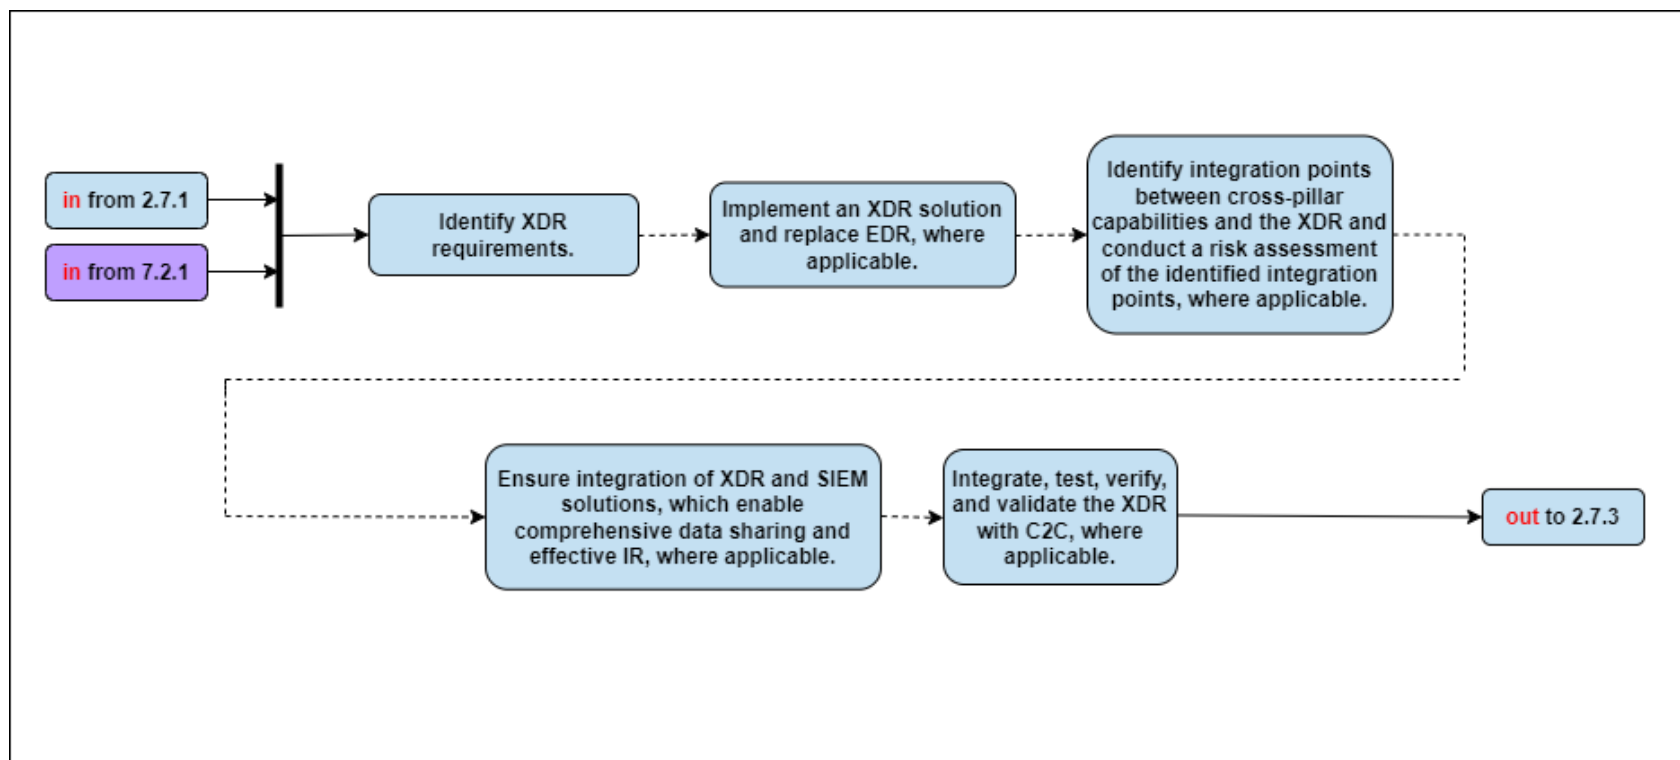 in from 2.7.1
in from 7.2.1
Identify XDR
requirements.
Implement an XDR solution
and replace EDR, where
applicable.
Identify integration points
between cross-pillar
capabilities and the XDR and
conduct a risk assessment
of the identified integration
points, where applicable.
Ensure integration of XDR and SIEM
solutions, which enable
comprehensive data sharing and
effective IR, where applicable.
Integrate, test, verify,
and validate the XDR
with C2C, where
applicable.
out to 2.7.3